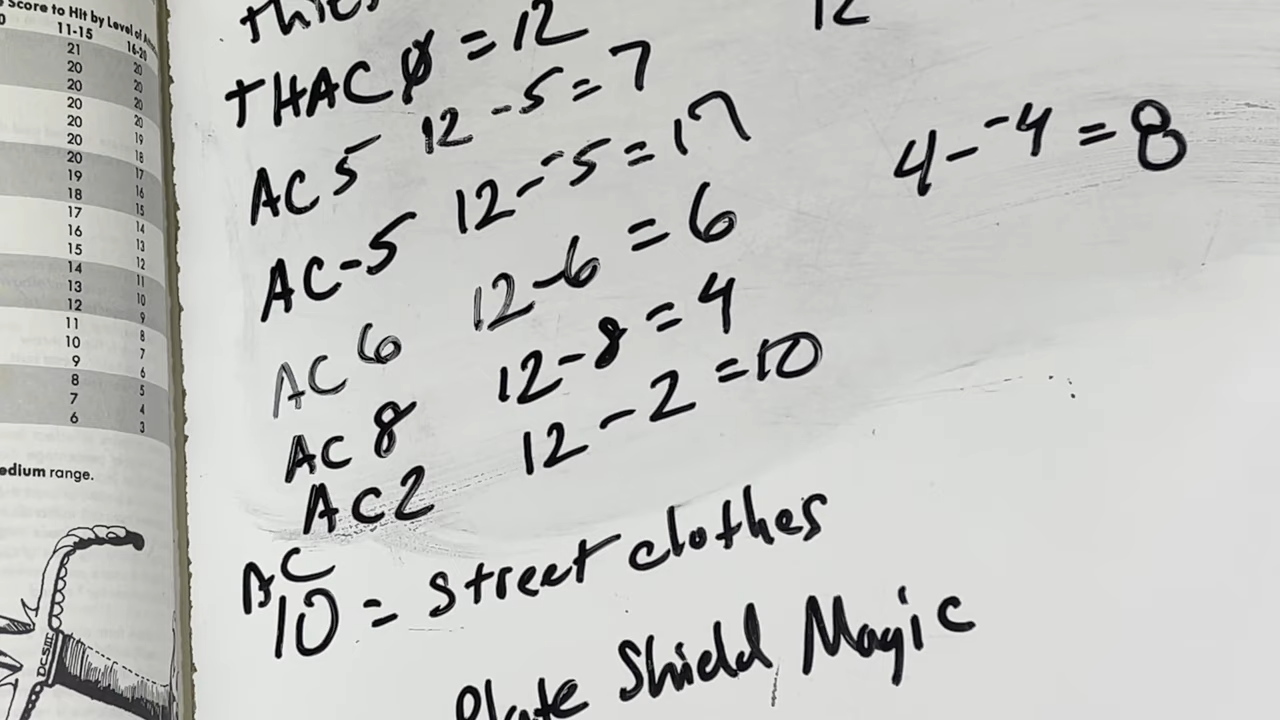 Score to Hit by Level of
11-15 16-20
21 20
20 20
20 20
20 20
20 19
20 18
20 17
19 16
18 15
17 14
16 13
15 12
14 11
13 10
12 9
11 8
10 7
9 6
8 5
7 4
6 3
edium range.
DCSIII
12
THAC0 = 12
AC 5 12 - 5 = 7
AC -5 12 - -5 = 17
AC 6 12 - 6 = 6
AC 8 12 - 8 = 4
AC 2 12 - 2 = 10
AC
10 = street clothes
Plate Shield Magic
4 - -4 = 8